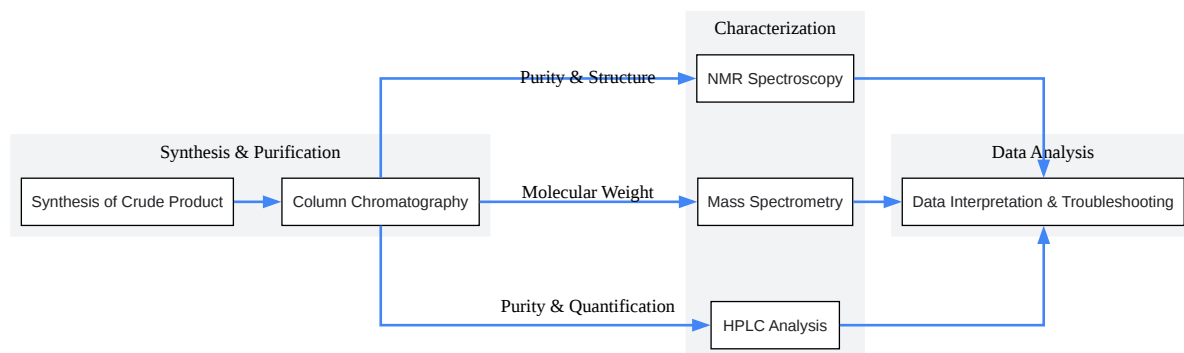 Characterization
Purity & Structure
NMR Spectroscopy
Synthesis & Purification
Data Analysis
Synthesis of Crude Product
Column Chromatography
Molecular Weight
Mass Spectrometry
Data Interpretation & Troubleshooting
Purity & Quantification
HPLC Analysis